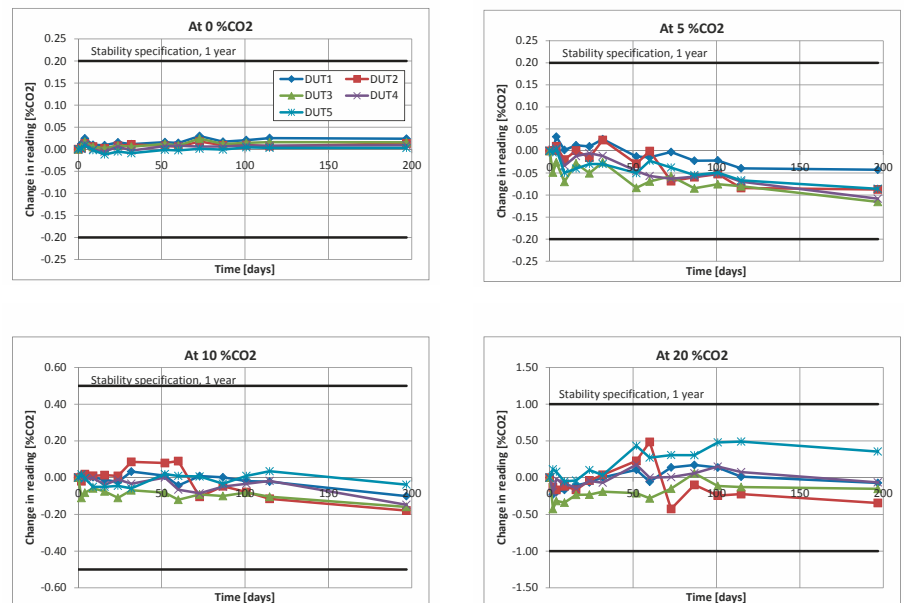 At 0 %CO2
Change in reading [%CO2]
0.25
0.20
0.15
0.10
0.05
0.00
-0.05
-0.10
-0.15
-0.20
-0.25
Stability specification, 1 year
DUT1 DUT2
DUT3 DUT4
DUT5
0 50 100 150 200
Time [days]
At 5 %CO2
Change in reading [%CO2]
0.25
0.20
0.15
0.10
0.05
0.00
-0.05
-0.10
-0.15
-0.20
-0.25
Stability specification, 1 year
0 50 100 150 200
Time [days]
At 10 %CO2
Change in reading [%CO2]
0.60
0.40
0.20
0.00
-0.20
-0.40
-0.60
Stability specification, 1 year
0 50 100 150 200
Time [days]
At 20 %CO2
Change in reading [%CO2]
1.50
1.00
0.50
0.00
-0.50
-1.00
-1.50
Stability specification, 1 year
0 50 100 150 200
Time [days]